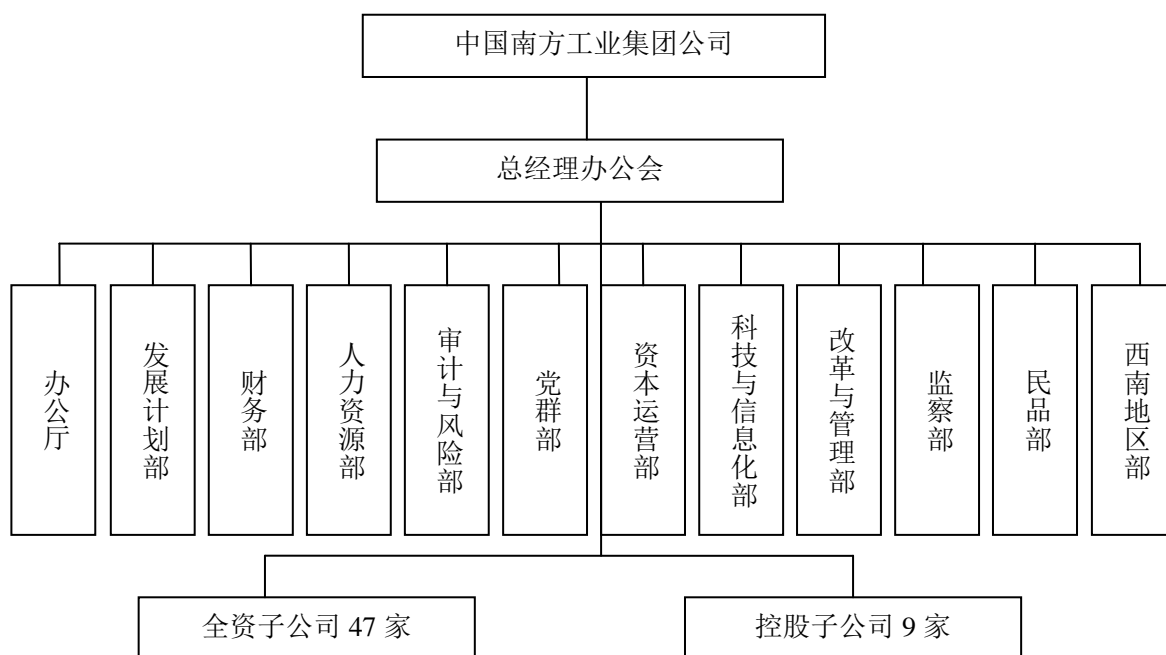 中国南方工业集团公司
总经理办公会
办公厅
发展计划部
财务部
人力资源部
审计与风险部
党群部
资本运营部
科技与信息化部
改革与管理部
监察部
民品部
西南地区部
全资子公司 47 家
控股子公司 9 家